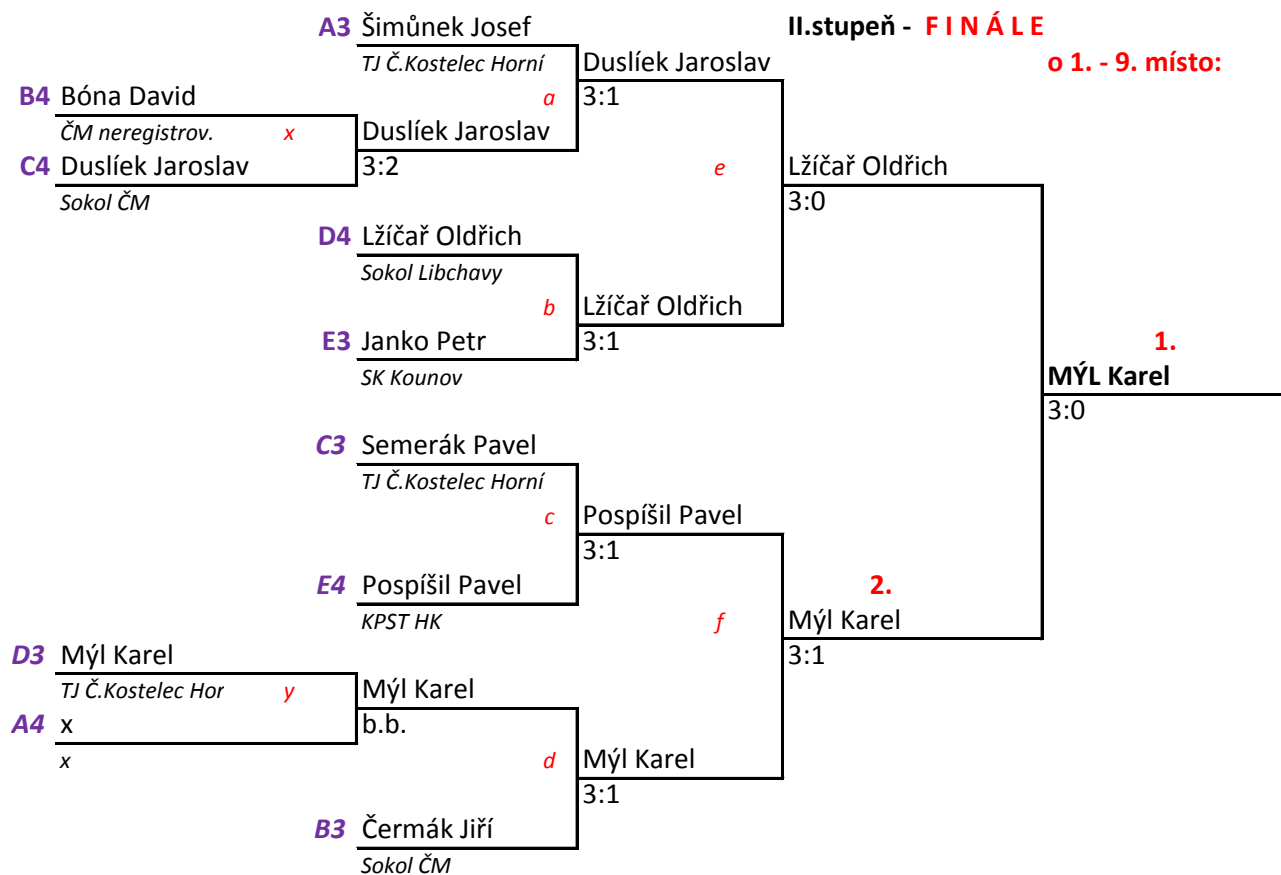 A3 Šimůnek Josef
II.stupeň - F I N Á L E
TJ Č.Kostelec Horní
Duslíek Jaroslav
o 1. - 9. místo:
B4 Bóna David
a
3:1
ČM neregistrov.
x
Duslíek Jaroslav
C4 Duslíek Jaroslav
3:2
e
Lžíčař Oldřich
Sokol ČM
3:0
D4 Lžíčař Oldřich
Sokol Libchavy
b
Lžíčař Oldřich
E3 Janko Petr
3:1
1.
SK Kounov
MÝL Karel
3:0
C3 Semerák Pavel
TJ Č.Kostelec Horní
c
Pospíšil Pavel
3:1
E4 Pospíšil Pavel
2.
KPST HK
f
Mýl Karel
D3 Mýl Karel
3:1
TJ Č.Kostelec Hor
y
Mýl Karel
A4 x
b.b.
x
d
Mýl Karel
3:1
B3 Čermák Jiří
Sokol ČM